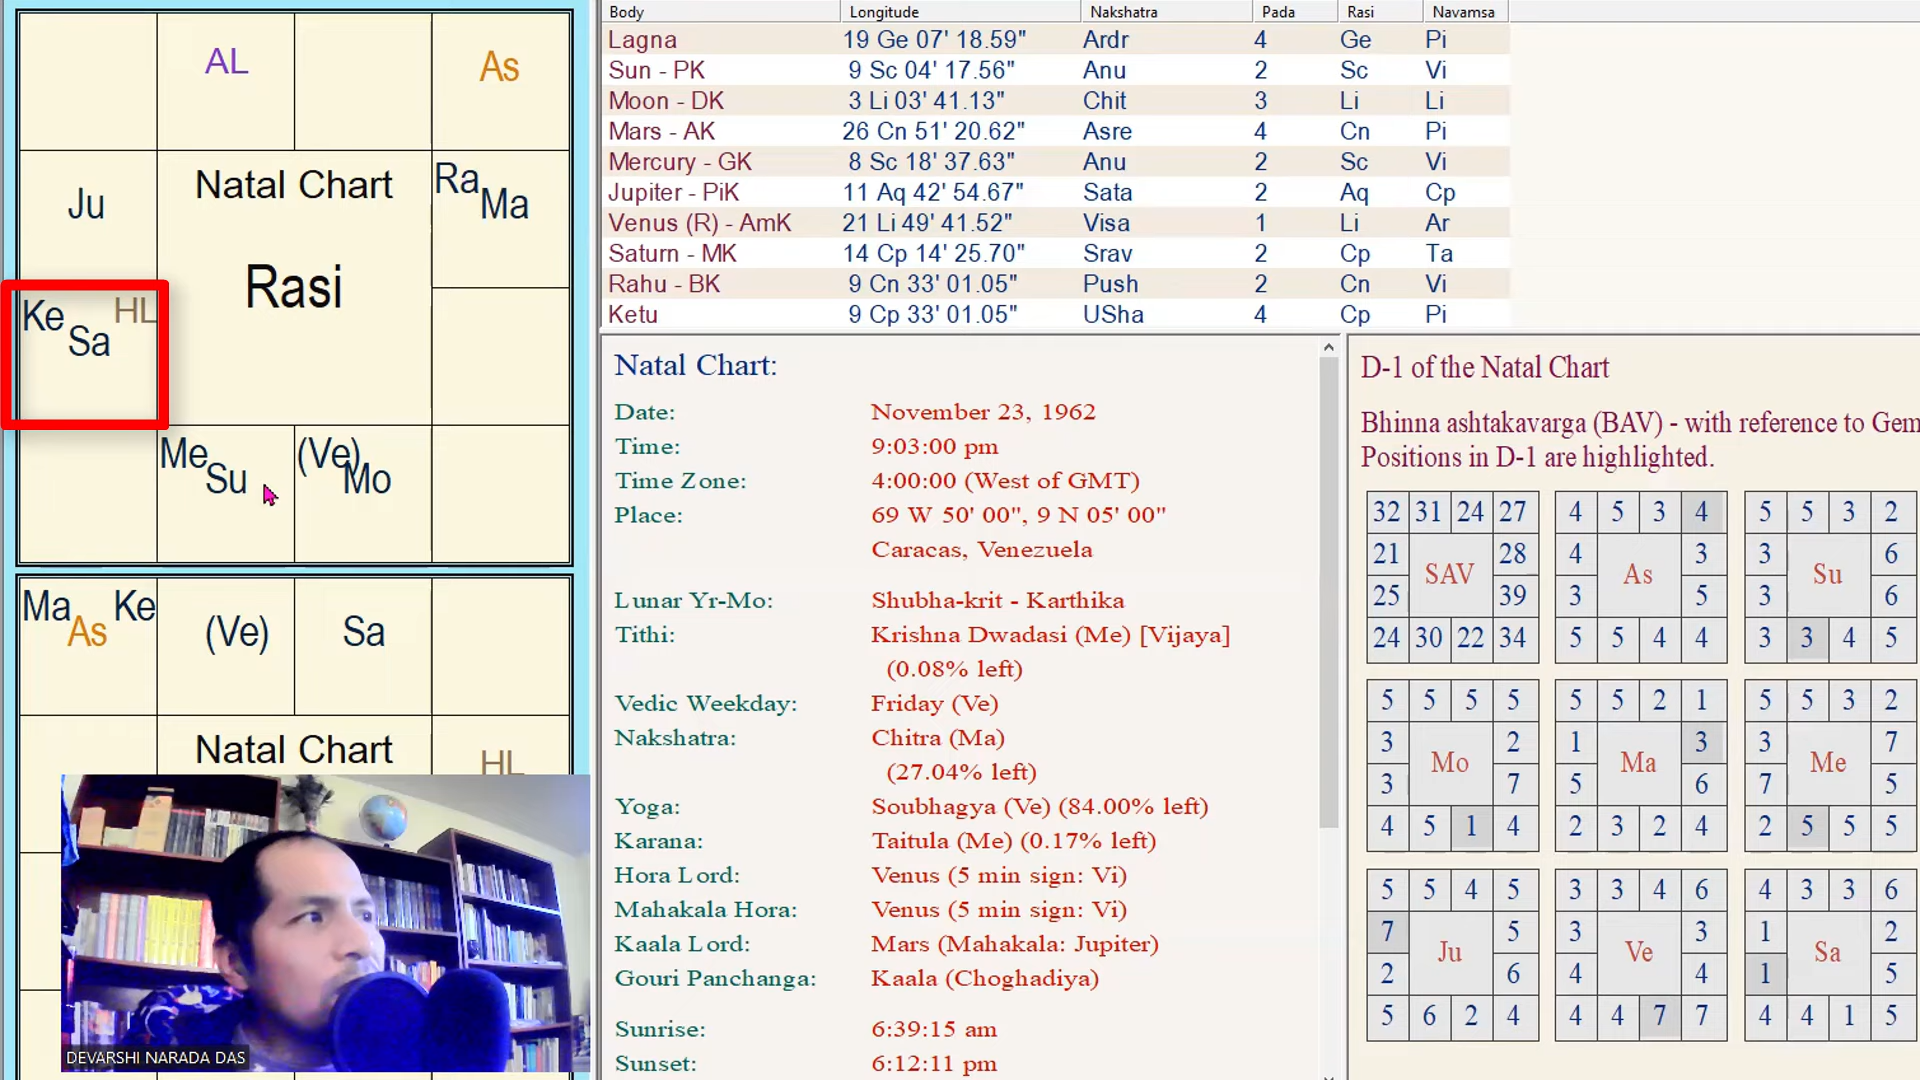 AL
As
Ju
Natal Chart
Rasi
Ra
Ma
Ke
HL
Sa
Me
Su
(Ve)
Mo
Ma
As
Ke
(Ve)
Sa
Natal Chart
HL
DEVARSHI NARADA DAS
Body Longitude Nakshatra Pada Rasi Navamsa
Lagna 19 Ge 07' 18.59" Ardr 4 Ge Pi
Sun - PK 9 Sc 04' 17.56" Anu 2 Sc Vi
Moon - DK 3 Li 03' 41.13" Chit 3 Li Li
Mars - AK 26 Cn 51' 20.62" Asre 4 Cn Pi
Mercury - GK 8 Sc 18' 37.63" Anu 2 Sc Vi
Jupiter - PiK 11 Aq 42' 54.67" Sata 2 Aq Cp
Venus (R) - AmK 21 Li 49' 41.52" Visa 1 Li Ar
Saturn - MK 14 Cp 14' 25.70" Srav 2 Cp Ta
Rahu - BK 9 Cn 33' 01.05" Push 2 Cn Vi
Ketu 9 Cp 33' 01.05" USha 4 Cp Pi
Natal Chart:
Date: November 23, 1962
Time: 9:03:00 pm
Time Zone: 4:00:00 (West of GMT)
Place: 69 W 50' 00", 9 N 05' 00"
Caracas, Venezuela
Lunar Yr-Mo: Shubha-krit - Karthika
Tithi: Krishna Dwadasi (Me) [Vijaya]
(0.08% left)
Vedic Weekday: Friday (Ve)
Nakshatra: Chitra (Ma)
(27.04% left)
Yoga: Soubhagya (Ve) (84.00% left)
Karana: Taitula (Me) (0.17% left)
Hora Lord: Venus (5 min sign: Vi)
Mahakala Hora: Venus (5 min sign: Vi)
Kaala Lord: Mars (Mahakala: Jupiter)
Gouri Panchanga: Kaala (Choghadiya)
Sunrise: 6:39:15 am
Sunset: 6:12:11 pm
D-1 of the Natal Chart
Bhinna ashtakavarga (BAV) - with reference to Gem
Positions in D-1 are highlighted.
32 31 24 27 4 5 3 4 5 5 3 2
21 28 4 3 3 6
SAV As Su
25 39 3 5 3 6
24 30 22 34 5 5 4 4 3 3 4 5
5 5 5 5 5 5 2 1 5 5 3 2
3 2 1 3 3 7
Mo Ma Me
3 7 5 6 7 5
4 5 1 4 2 3 2 4 2 5 5 5
5 5 4 5 3 3 4 6 4 3 3 6
7 5 3 3 1 2
Ju Ve Sa
2 6 4 4 1 5
5 6 2 4 4 4 7 7 4 4 1 5